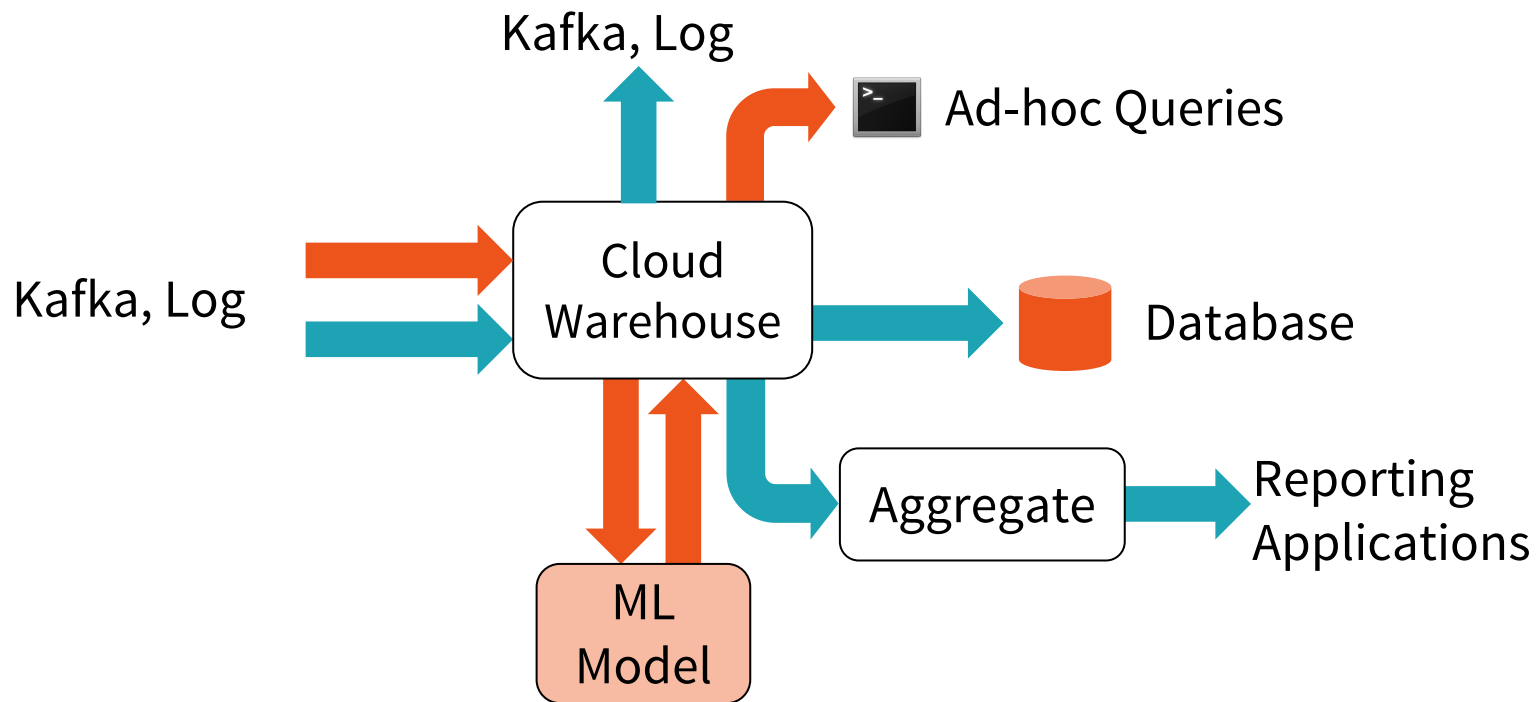 Kafka, Log
>_
Ad-hoc Queries
Kafka, Log
Cloud
Warehouse
Database
Aggregate
Reporting
Applications
ML
Model